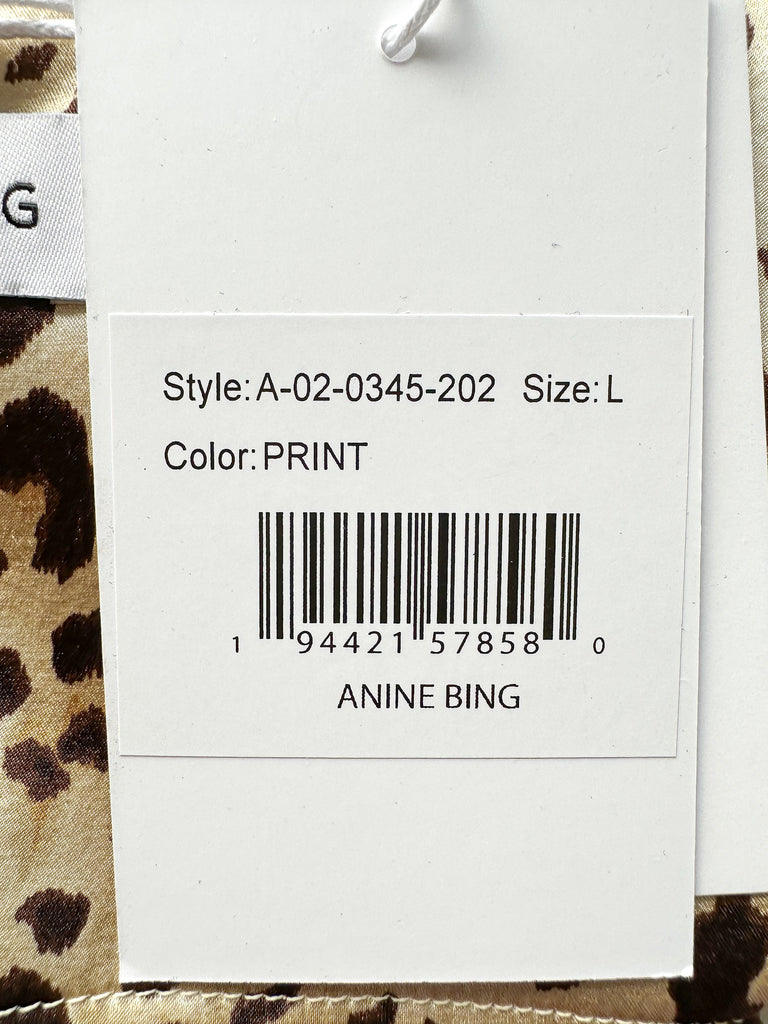 G
Style: A-02-0345-202 Size: L
Color: PRINT
1 94421 57858 0
ANINE BING